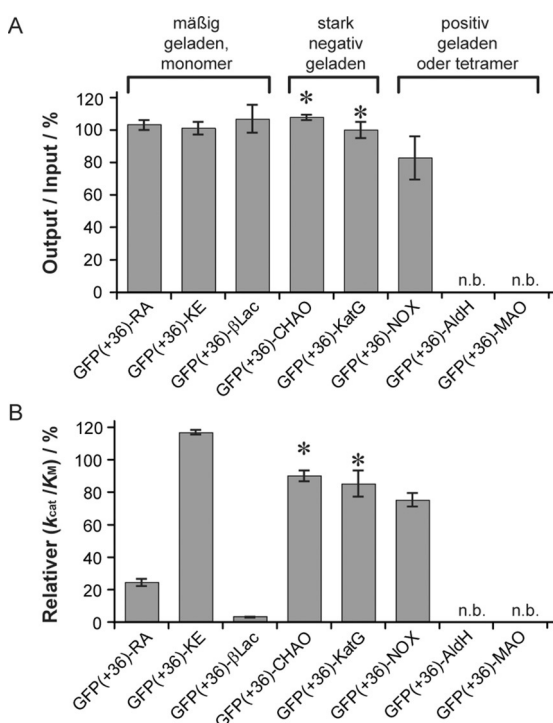 A
mäßig
geladen,
monomer
stark
negativ
geladen
positiv
geladen
oder tetramer
Output / Input / %
120
100
80
60
40
20
0
*
*
n.b.
n.b.
GFP(+36)-RA
GFP(+36)-KE
GFP(+36)-βLac
GFP(+36)-CHAO
GFP(+36)-KatG
GFP(+36)-NOX
GFP(+36)-AldH
GFP(+36)-MAO
B
Relativer (kcat /KM) / %
120
100
80
60
40
20
0
*
*
n.b.
n.b.
GFP(+36)-RA
GFP(+36)-KE
GFP(+36)-βLac
GFP(+36)-CHAO
GFP(+36)-KatG
GFP(+36)-NOX
GFP(+36)-AldH
GFP(+36)-MAO